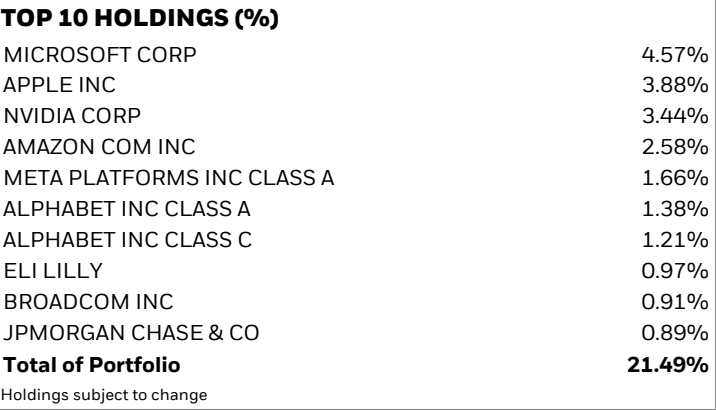 TOP 10 HOLDINGS (%)
MICROSOFT CORP 4.57%
APPLE INC 3.88%
NVIDIA CORP 3.44%
AMAZON COM INC 2.58%
META PLATFORMS INC CLASS A 1.66%
ALPHABET INC CLASS A 1.38%
ALPHABET INC CLASS C 1.21%
ELI LILLY 0.97%
BROADCOM INC 0.91%
JPMORGAN CHASE & CO 0.89%
Total of Portfolio 21.49%
Holdings subject to change